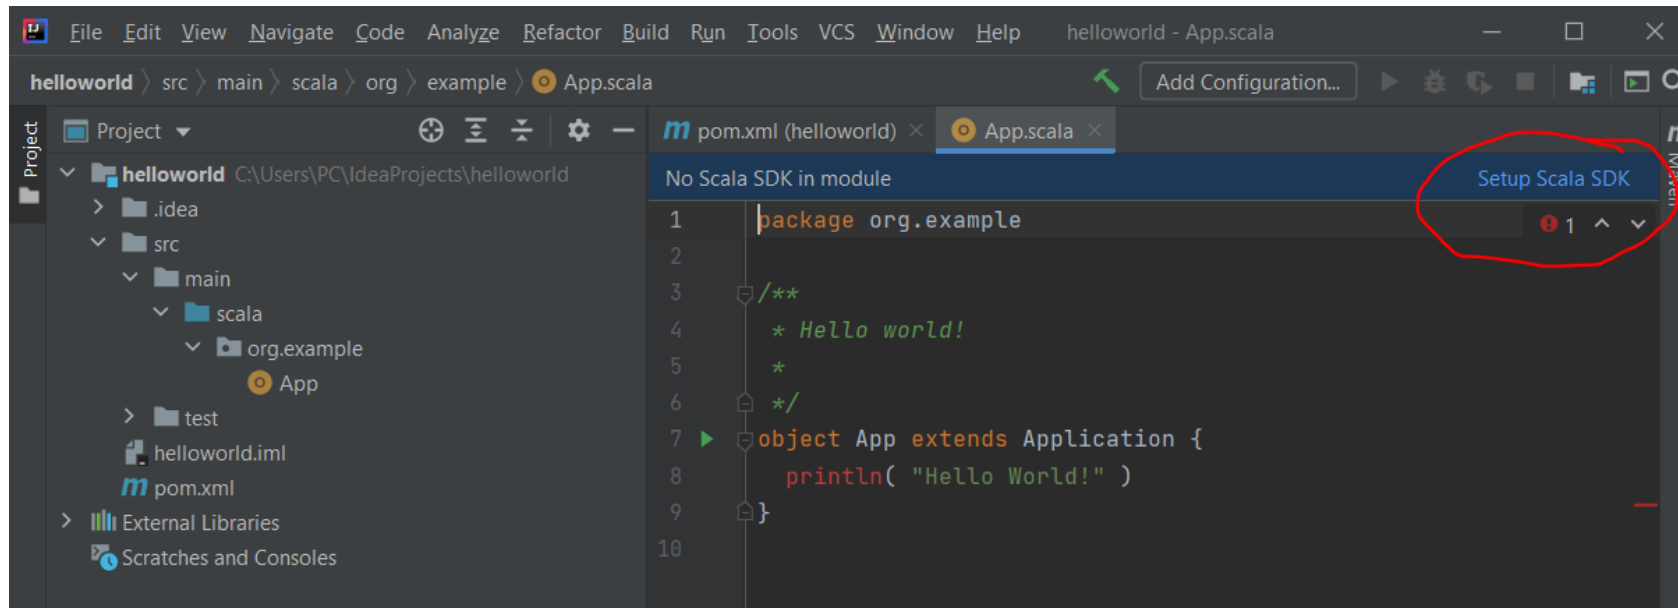 IJ File Edit View Navigate Code Analyze Refactor Build Run Tools VCS Window Help helloworld - App.scala
helloworld src main scala org example App.scala Add Configuration...
Project
Project
m pom.xml (helloworld) App.scala
Maven
helloworld C:\Users\PC\IdeaProjects\helloworld
No Scala SDK in module Setup Scala SDK
.idea
src
main
scala
org.example
App
test
helloworld.iml
m pom.xml
External Libraries
Scratches and Consoles
1 package org.example
1
2
3 /**
4 * Hello world!
5 *
6 */
7 object App extends Application {
8 println( "Hello World!" )
9 }
10